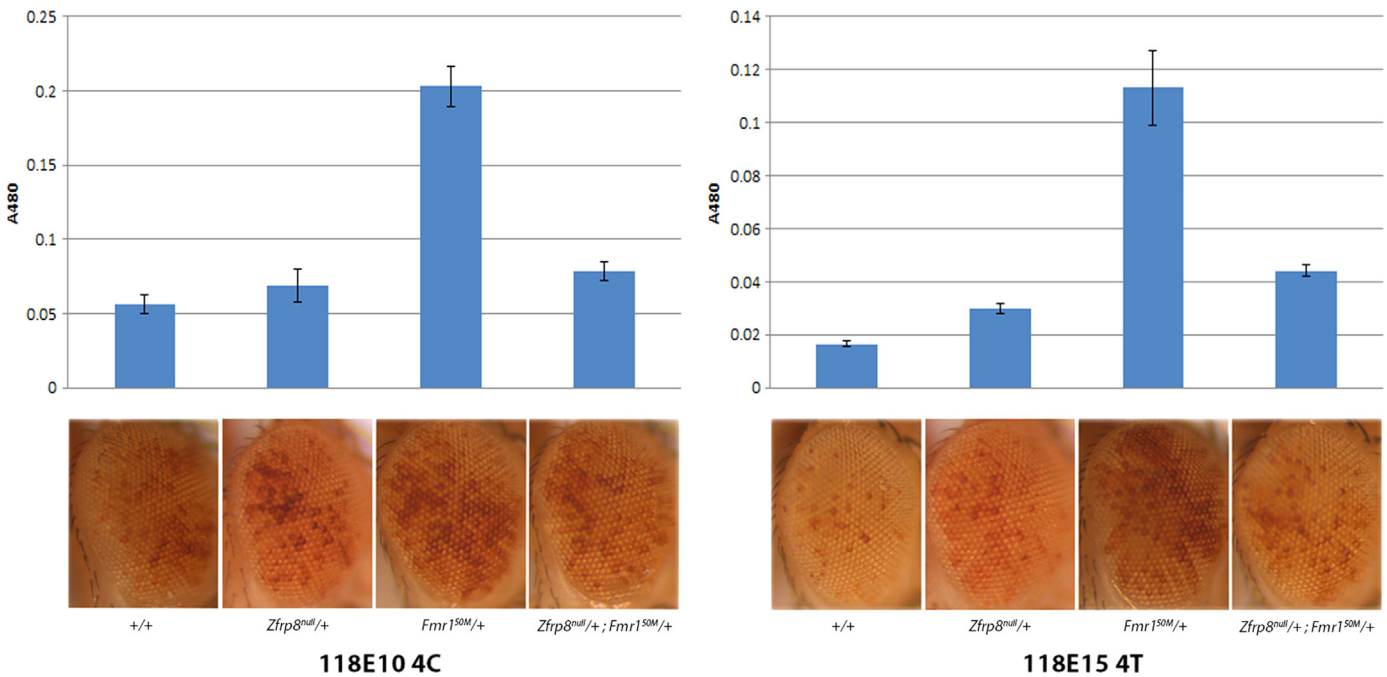 0.25
0.2
0.15
0.1
0.05
0
A480
+/+
Zfrp8null/+
Fmr150M/+
Zfrp8null/+ ; Fmr150M/+
118E10 4C
0.14
0.12
0.1
0.08
0.06
0.04
0.02
0
A480
+/+
Zfrp8null/+
Fmr150M/+
Zfrp8null/+ ; Fmr150M/+
118E15 4T